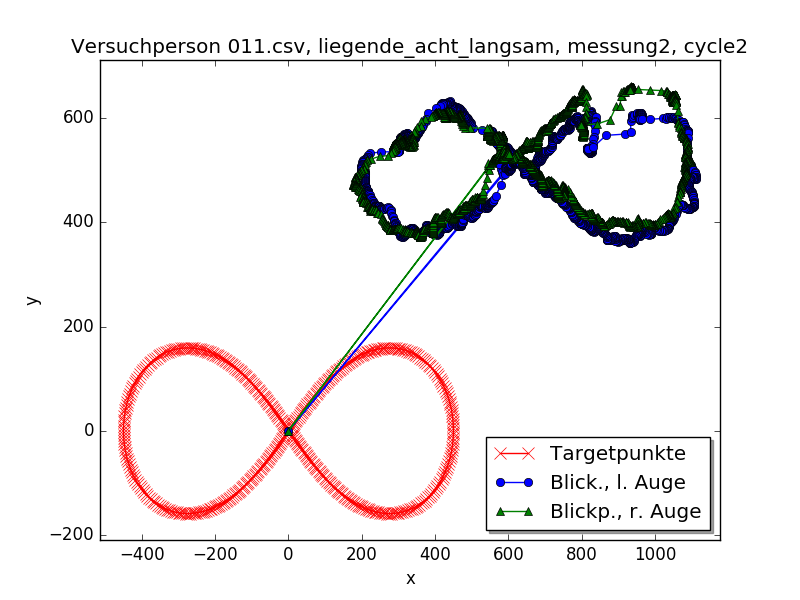 Versuchperson 011.csv, liegende_acht_langsam, messung2, cycle2
600
400
200
0
−200
y
−400
−200
0
200
400
600
800
1000
x
Targetpunkte
Blick., l. Auge
Blickp., r. Auge